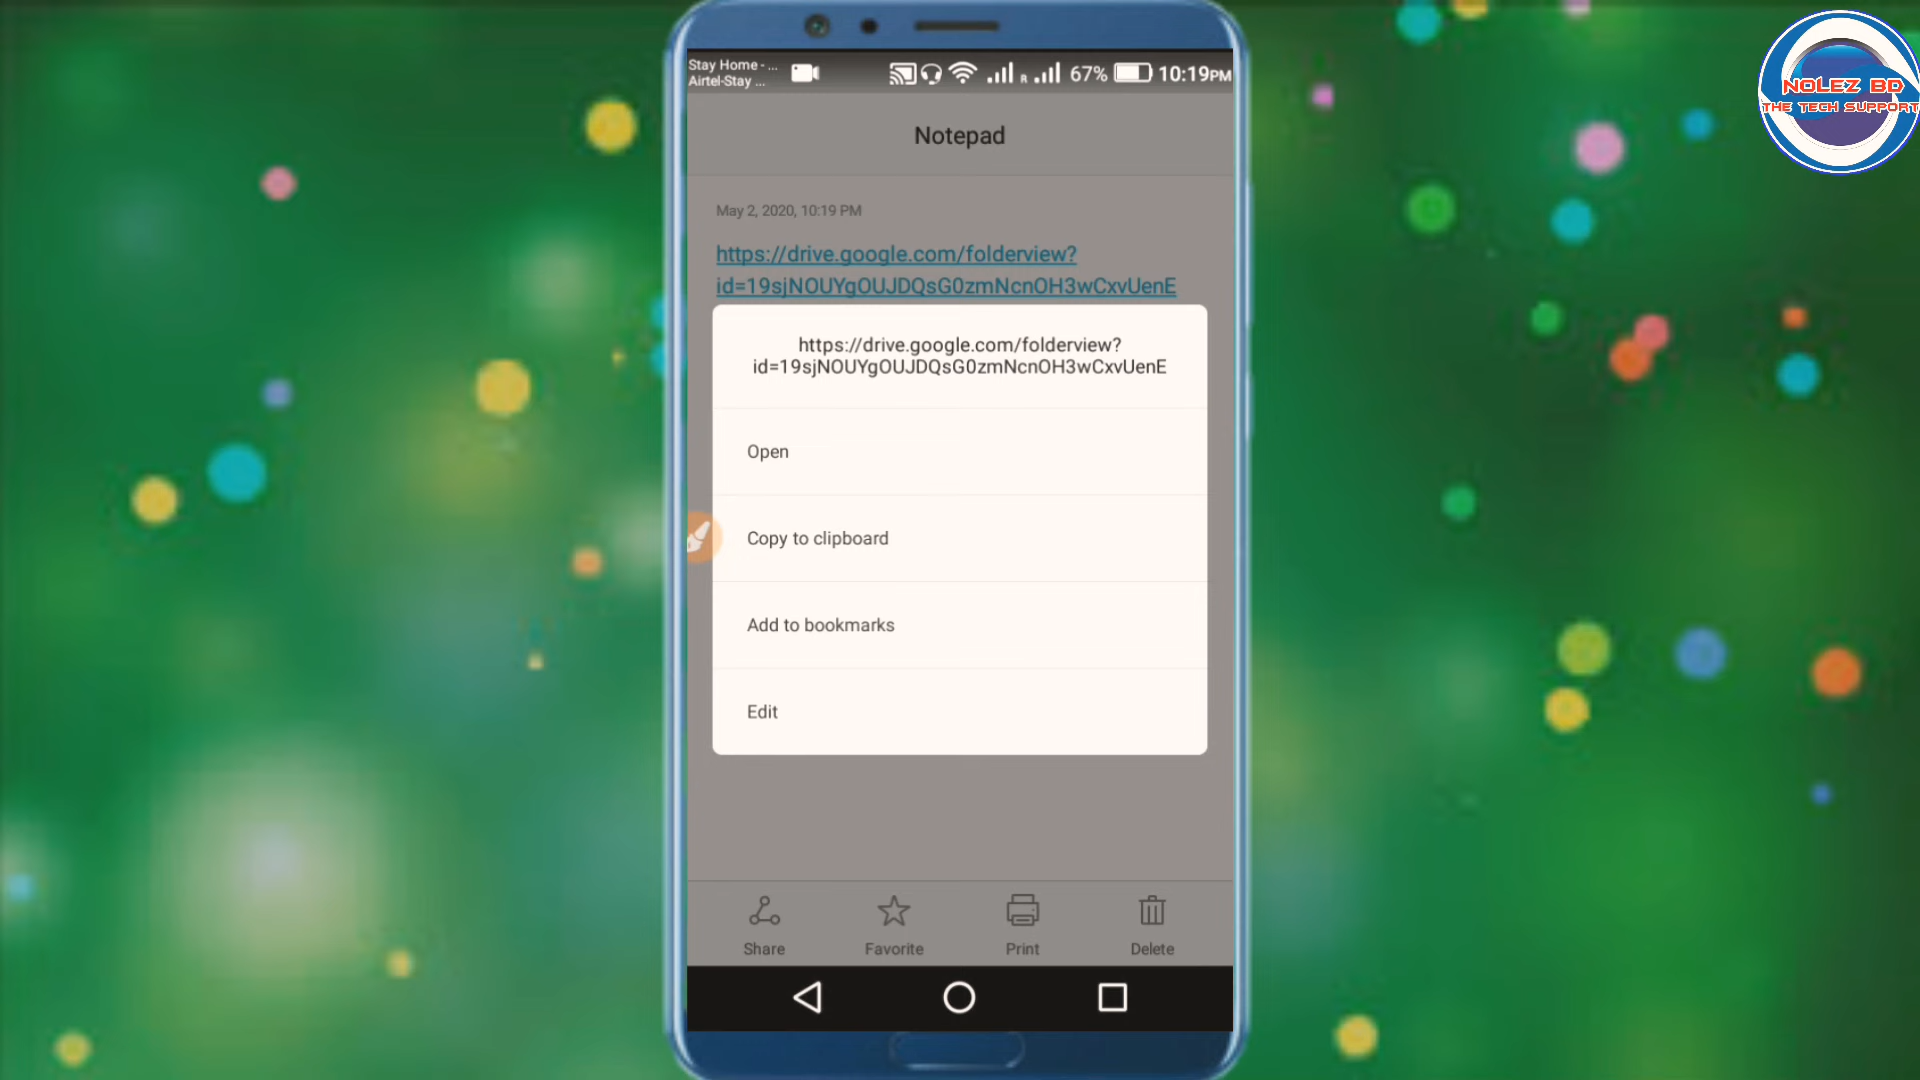 Stay Home - ...
Airtel-Stay ...
R
67%
10:19PM
NOLEZ BD
THE TECH SUPPORT
Notepad
May 2, 2020, 10:19 PM
https://drive.google.com/folderview?
id=19sjNOUYgOUJDQsG0zmNcnOH3wCxvUenE
https://drive.google.com/folderview?
id=19sjNOUYgOUJDQsG0zmNcnOH3wCxvUenE
Open
Copy to clipboard
Add to bookmarks
Edit
Share
Favorite
Print
Delete